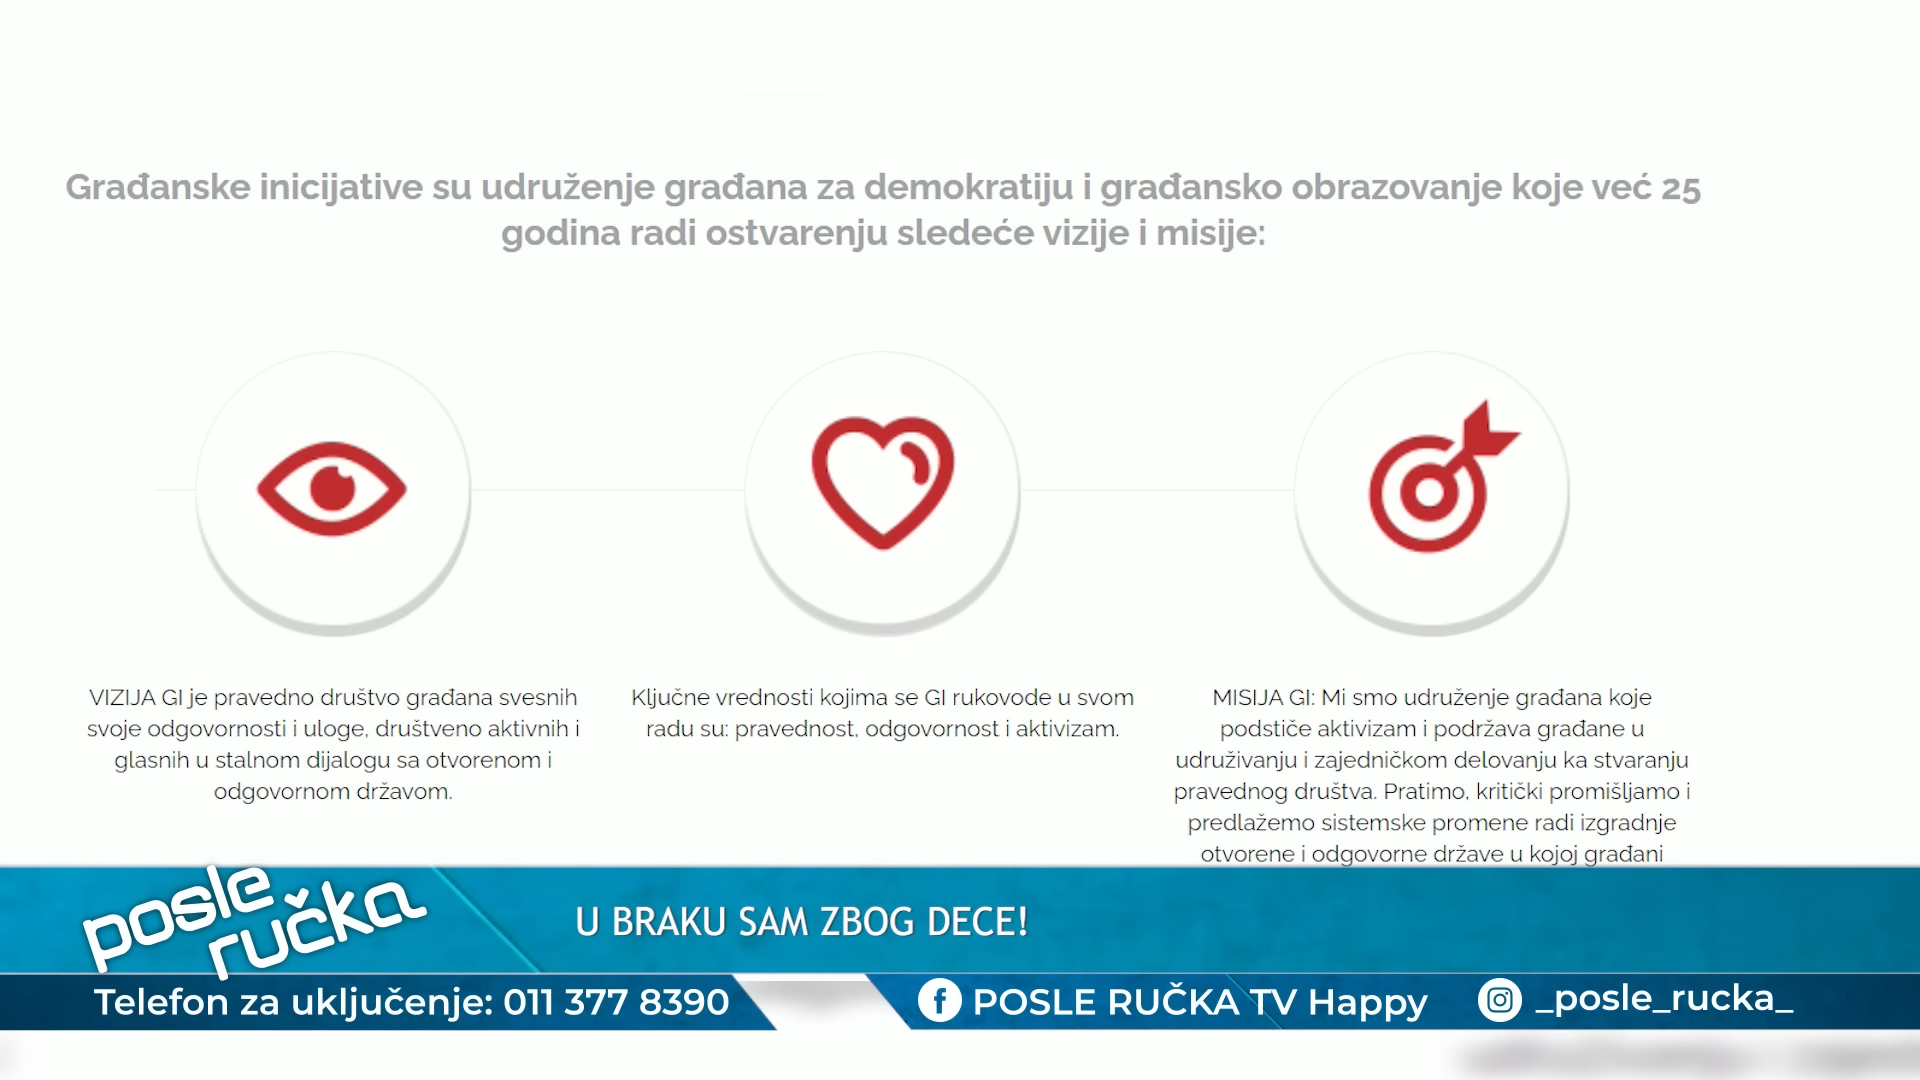 Građanske inicijative su udruženje građana za demokratiju i građansko obrazovanje koje već 25
godina radi ostvarenju sledeće vizije i misije:
VIZIJA GI je pravedno društvo građana svesnih
svoje odgovornosti i uloge, društveno aktivnih i
glasnih u stalnom dijalogu sa otvorenom i
odgovornom državom.
Ključne vrednosti kojima se GI rukovode u svom
radu su: pravednost, odgovornost i aktivizam.
MISIJA GI: Mi smo udruženje građana koje
podstiče aktivizam i podržava građane u
udruživanju i zajedničkom delovanju ka stvaranju
pravednog društva. Pratimo, kritički promišljamo i
predlažemo sistemske promene radi izgradnje
otvorene i odgovorne države u kojoj građani
posle
ručka
U BRAKU SAM ZBOG DECE!
Telefon za uključenje: 011 377 8390
POSLE RUČKA TV Happy
_posle_rucka_